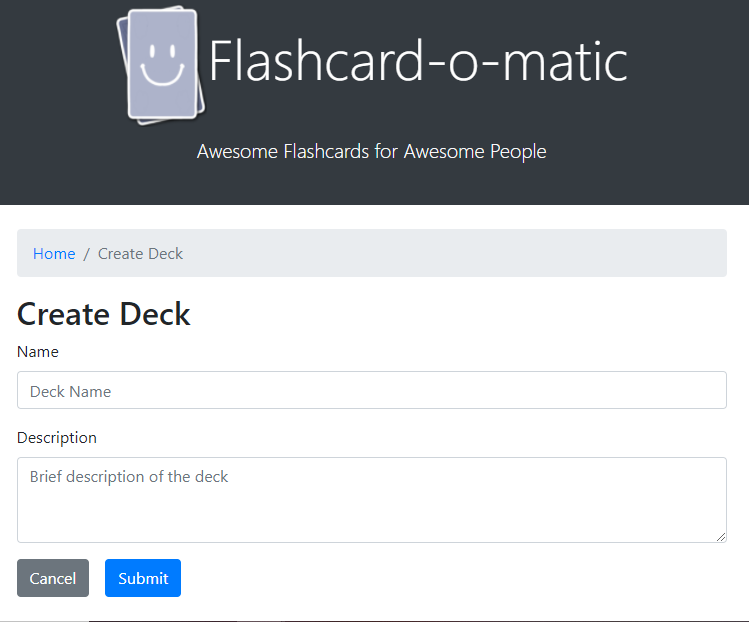 Flashcard-o-matic
Awesome Flashcards for Awesome People
Home / Create Deck
Create Deck
Name
Deck Name
Description
Brief description of the deck
Cancel Submit